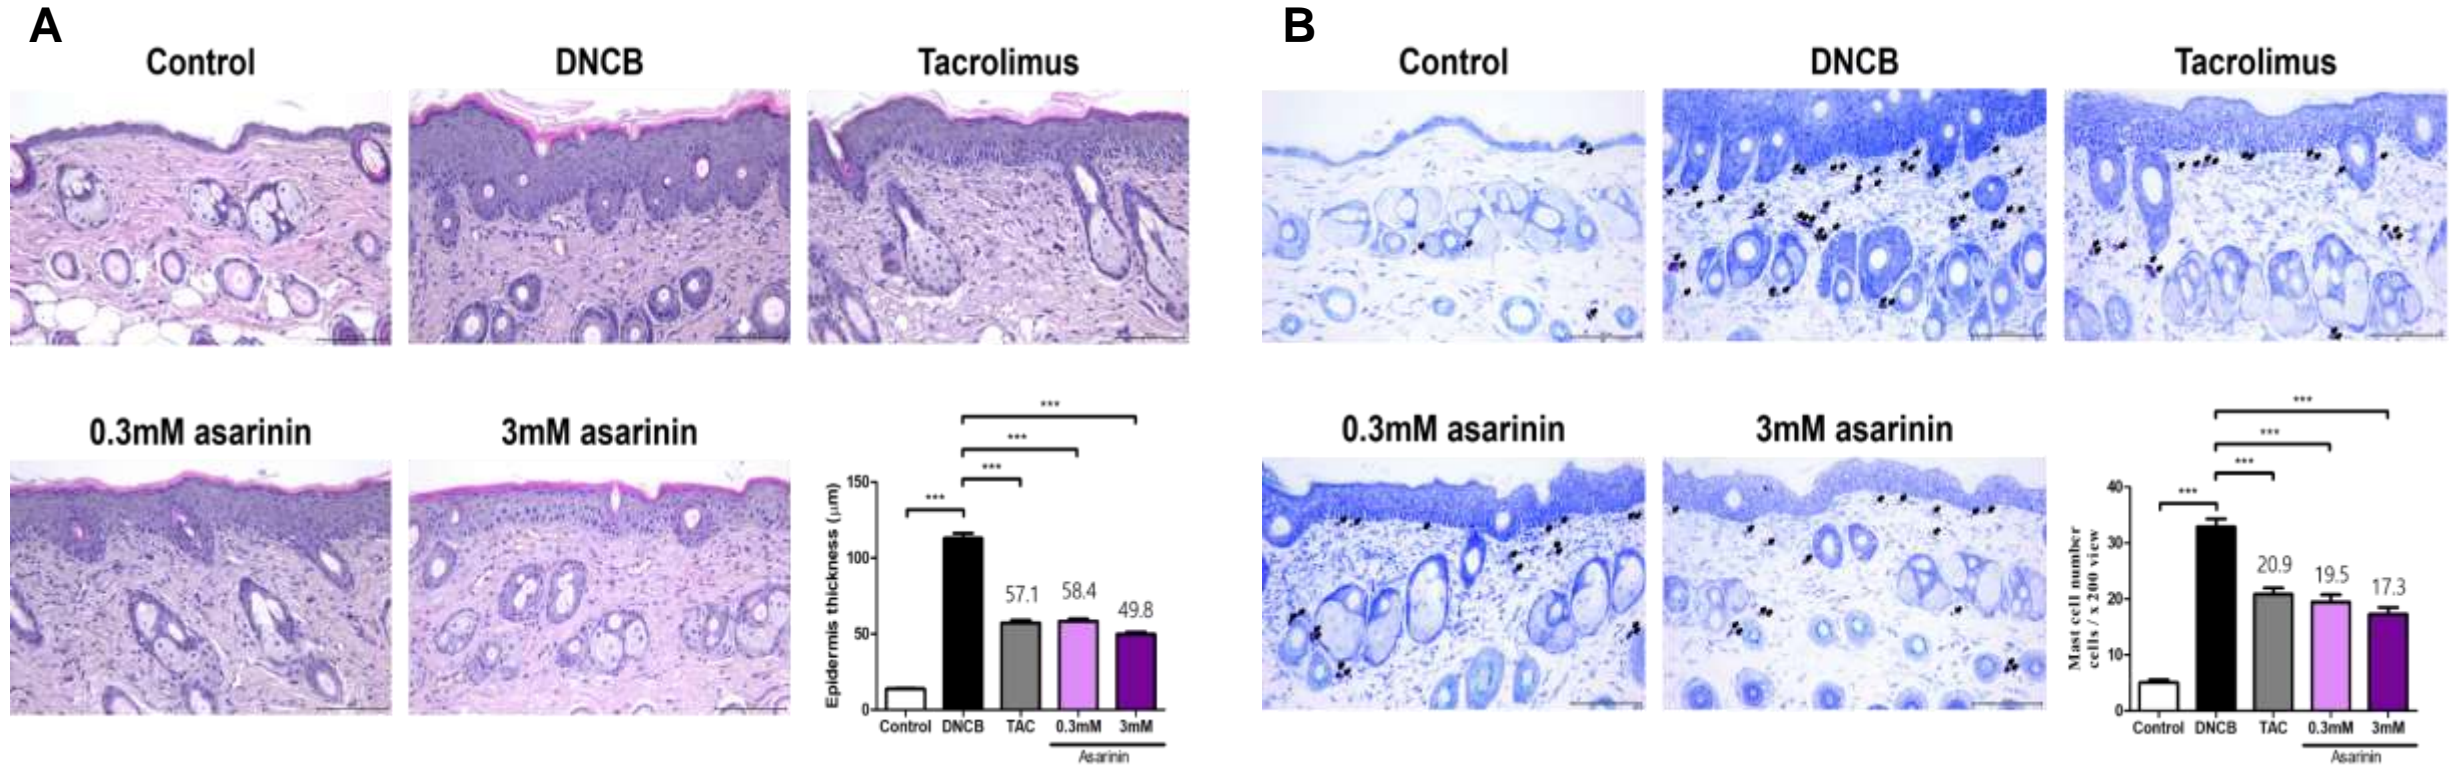 A
Control
DNCB
Tacrolimus
0.3mM asarinin
3mM asarinin
***
***
***
***
Epidermis thickness (μm)
150
100
50
0
57.1
58.4
49.8
Control
DNCB
TAC
0.3mM
3mM
Asarinin
B
Control
DNCB
Tacrolimus
0.3mM asarinin
3mM asarinin
***
***
***
***
Mast cell number
cells / x 200 view
40
30
20
10
0
20.9
19.5
17.3
Control
DNCB
TAC
0.3mM
3mM
Asarinin